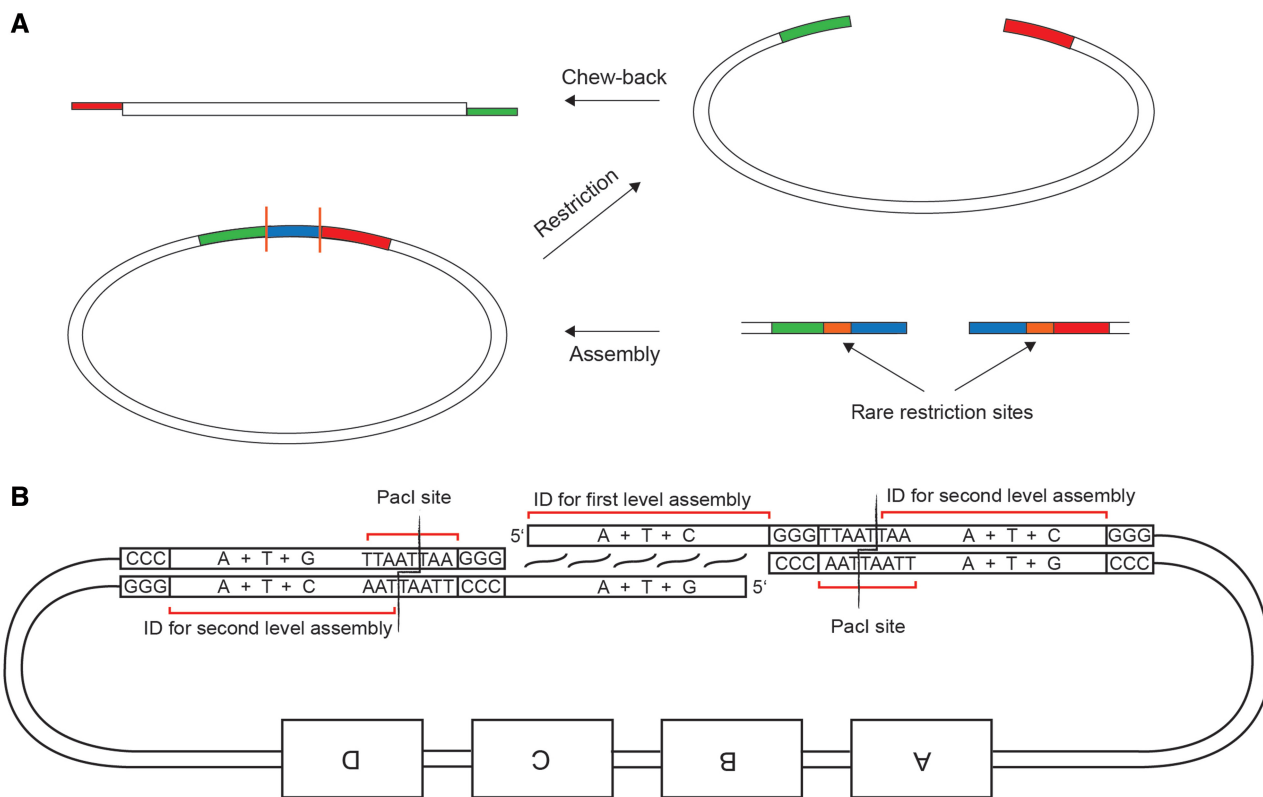 A
Chew-back
Restriction
Assembly
Rare restriction sites
B
PacI site
ID for first level assembly
ID for second level assembly
5‘ A + T + C GGG TTAATTAA A + T + C GGG
CCC A + T + G TTAATTAA GGG
CCC AATTAATT A + T + G CCC
GGG A + T + C AATTAATT CCC A + T + G 5‘
ID for second level assembly
PacI site
D C B A